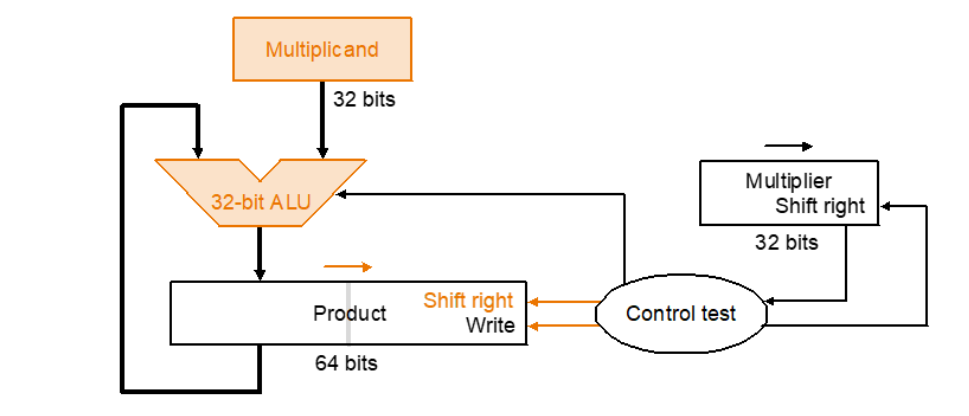 Multiplicand
32 bits
32-bit ALU
Multiplier
Shift right
32 bits
Product
Shift right
Write
64 bits
Control test